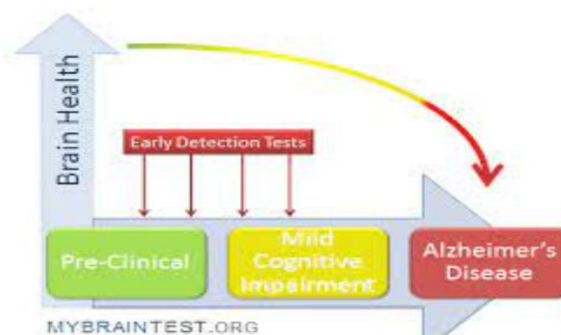 Brain Health
Early Detection Tests
Pre-Clinical
Mild
Cognitive
Impairment
Alzheimer's
Disease
MYBRAINTEST.ORG